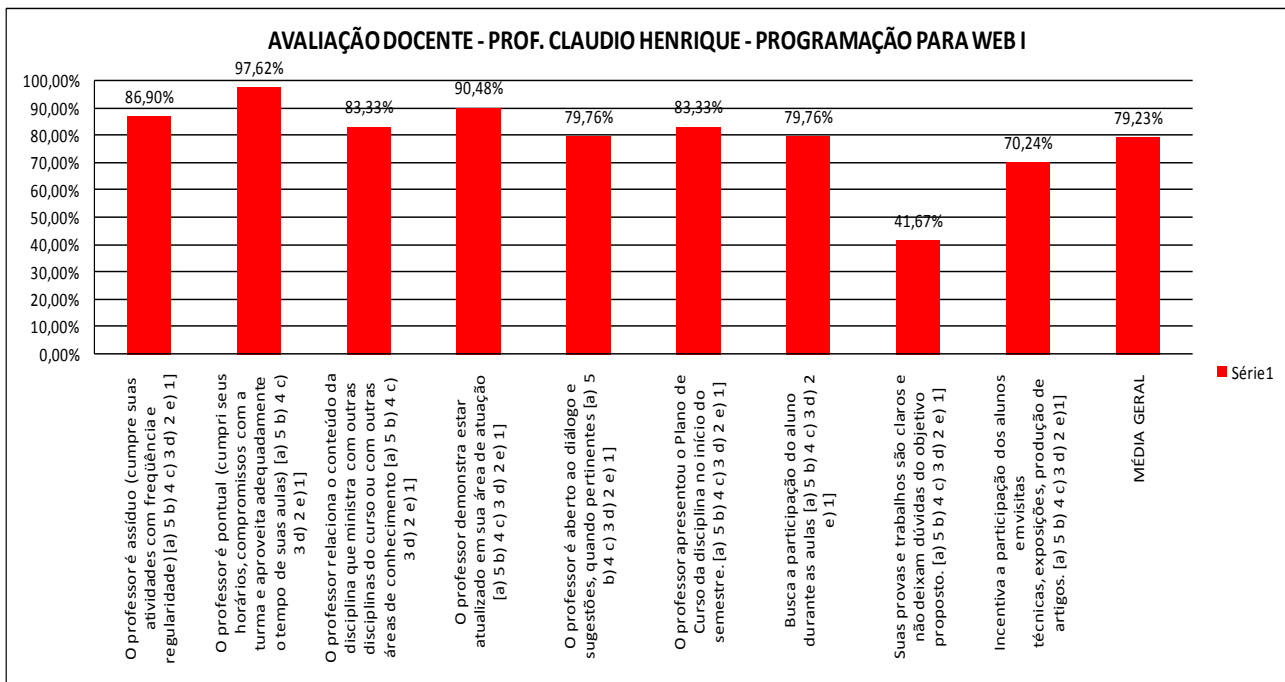 AVALIAÇÃO DOCENTE - PROF. CLAUDIO HENRIQUE - PROGRAMAÇÃO PARA WEB I
100,00%
90,00%
80,00%
70,00%
60,00%
50,00%
40,00%
30,00%
20,00%
10,00%
0,00%
86,90%
97,62%
83,33%
90,48%
79,76%
83,33%
79,76%
41,67%
70,24%
79,23%
O professor é assíduo (cumpre suas
atividades com freqüência e
regularidade) [a) 5 b) 4 c) 3 d) 2 e) 1]
O professor é pontual (cumpri seus
horários, compromissos com a
turma e aproveita adequadamente
o tempo de suas aulas) [a) 5 b) 4 c)
3 d) 2 e) 1]
O professor relaciona o conteúdo da
disciplina que ministra com outras
disciplinas do curso ou com outras
áreas de conhecimento [a) 5 b) 4 c)
3 d) 2 e) 1]
O professor demonstra estar
atualizado em sua área de atuação
[a) 5 b) 4 c) 3 d) 2 e) 1]
O professor é aberto ao diálogo e
sugestões, quando pertinentes [a) 5
b) 4 c) 3 d) 2 e) 1]
O professor apresentou o Plano de
Curso da disciplina no início do
semestre. [a) 5 b) 4 c) 3 d) 2 e) 1]
Busca a participação do aluno
durante as aulas [a) 5 b) 4 c) 3 d) 2
e) 1]
Suas provas e trabalhos são claros e
não deixam dúvidas do objetivo
proposto. [a) 5 b) 4 c) 3 d) 2 e) 1]
Incentiva a participação dos alunos
em visitas
técnicas, exposições, produção de
artigos. [a) 5 b) 4 c) 3 d) 2 e)1]
MÉDIA GERAL
Série1